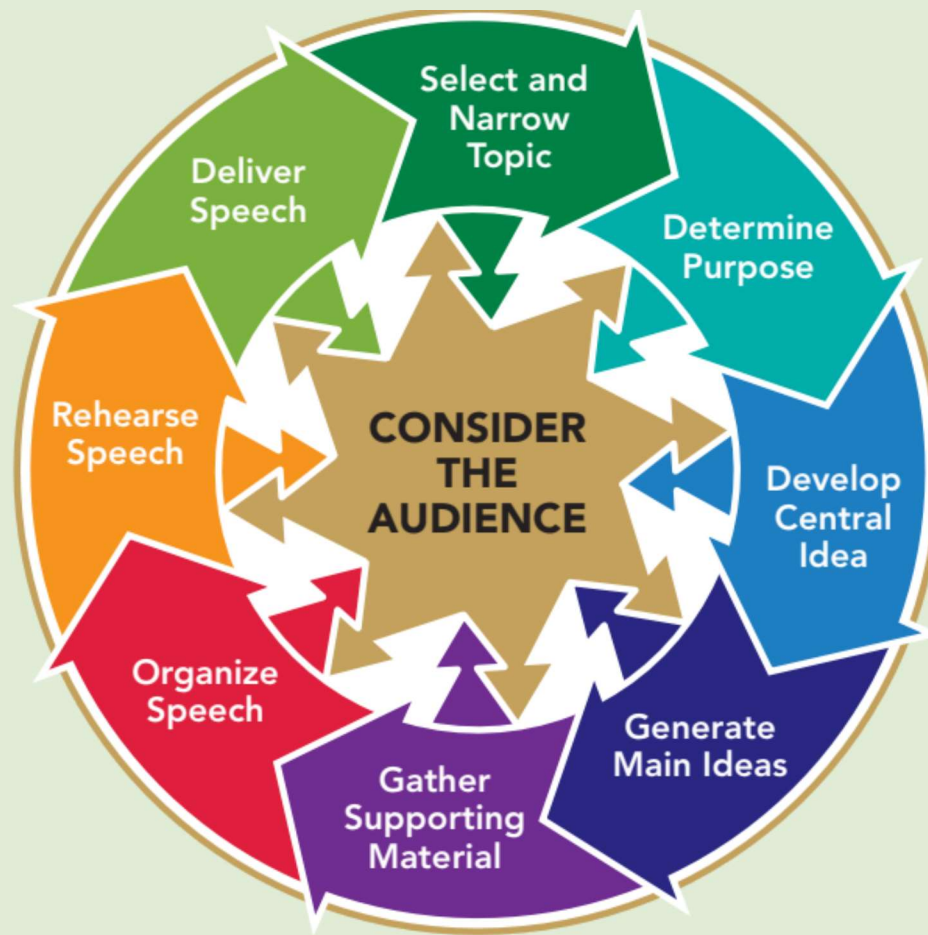 Select and
Narrow
Topic
Determine
Purpose
Develop
Central
Idea
Generate
Main Ideas
Gather
Supporting
Material
Organize
Speech
Rehearse
Speech
Deliver
Speech
CONSIDER
THE
AUDIENCE